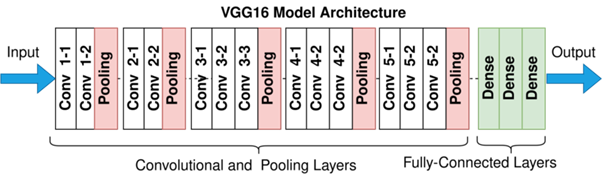 VGG16 Model Architecture
Input
Conv 1-1
Conv 1-2
Pooling
Conv 2-1
Conv 2-2
Pooling
Conv 3-1
Conv 3-2
Conv 3-3
Pooling
Conv 4-1
Conv 4-2
Conv 4-2
Pooling
Conv 5-1
Conv 5-2
Conv 5-2
Pooling
Dense
Dense
Dense
Output
Convolutional and Pooling Layers
Fully-Connected Layers